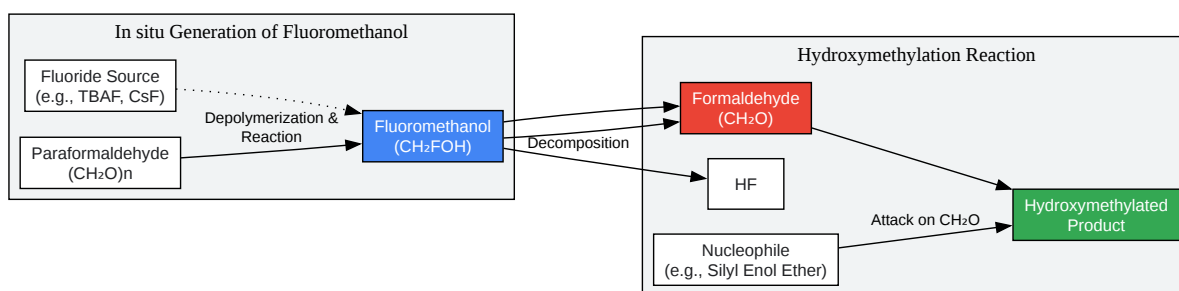 In situ Generation of Fluoromethanol
Fluoride Source
(e.g., TBAF, CsF)
Paraformaldehyde
(CH₂O)n
Depolymerization &
Reaction
Fluoromethanol
(CH₂FOH)
Decomposition
Hydroxymethylation Reaction
Formaldehyde
(CH₂O)
HF
Nucleophile
(e.g., Silyl Enol Ether)
Attack on CH₂O
Hydroxymethylated
Product